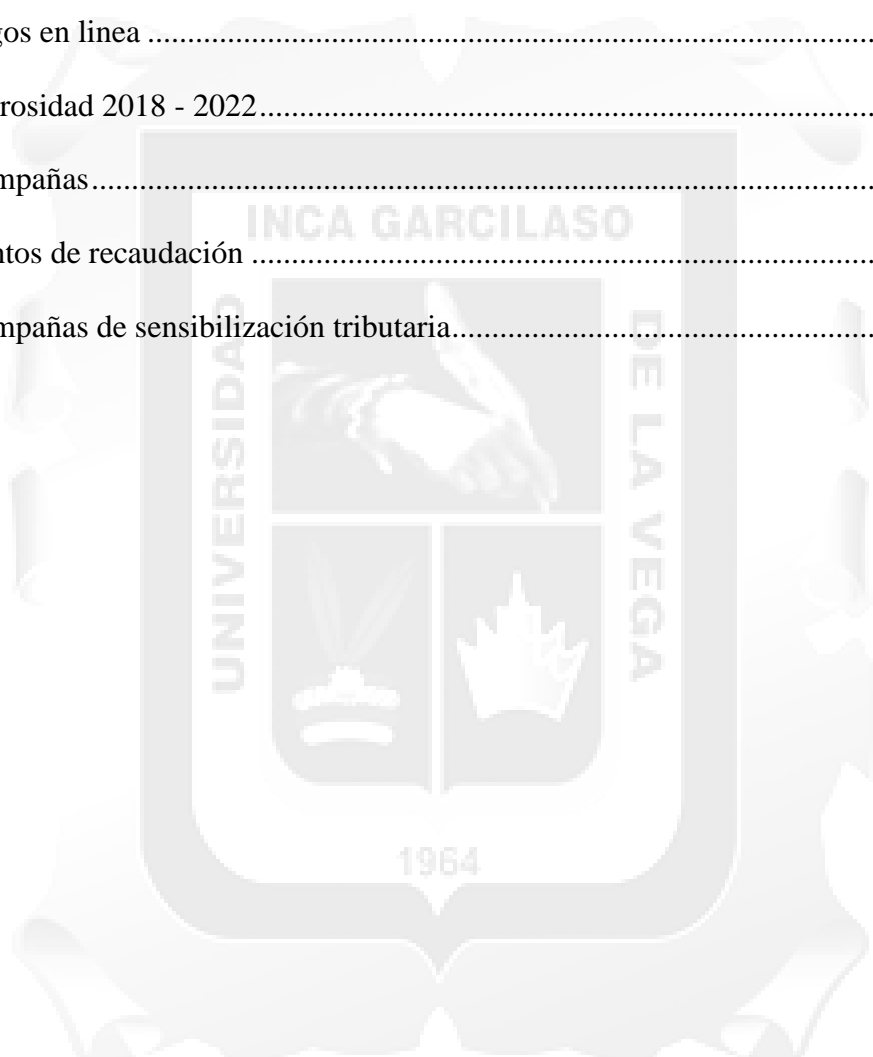 gos en linea ........................................................................................
rosidad 2018 - 2022........................................................................
mpañas.................................................................................................
INCA GARCILASO
ntos de recaudación ...........................................................................
mpañas de sensibilización tributaria.................................................
UNIVERSIDAD
DE LA VEGA
1964